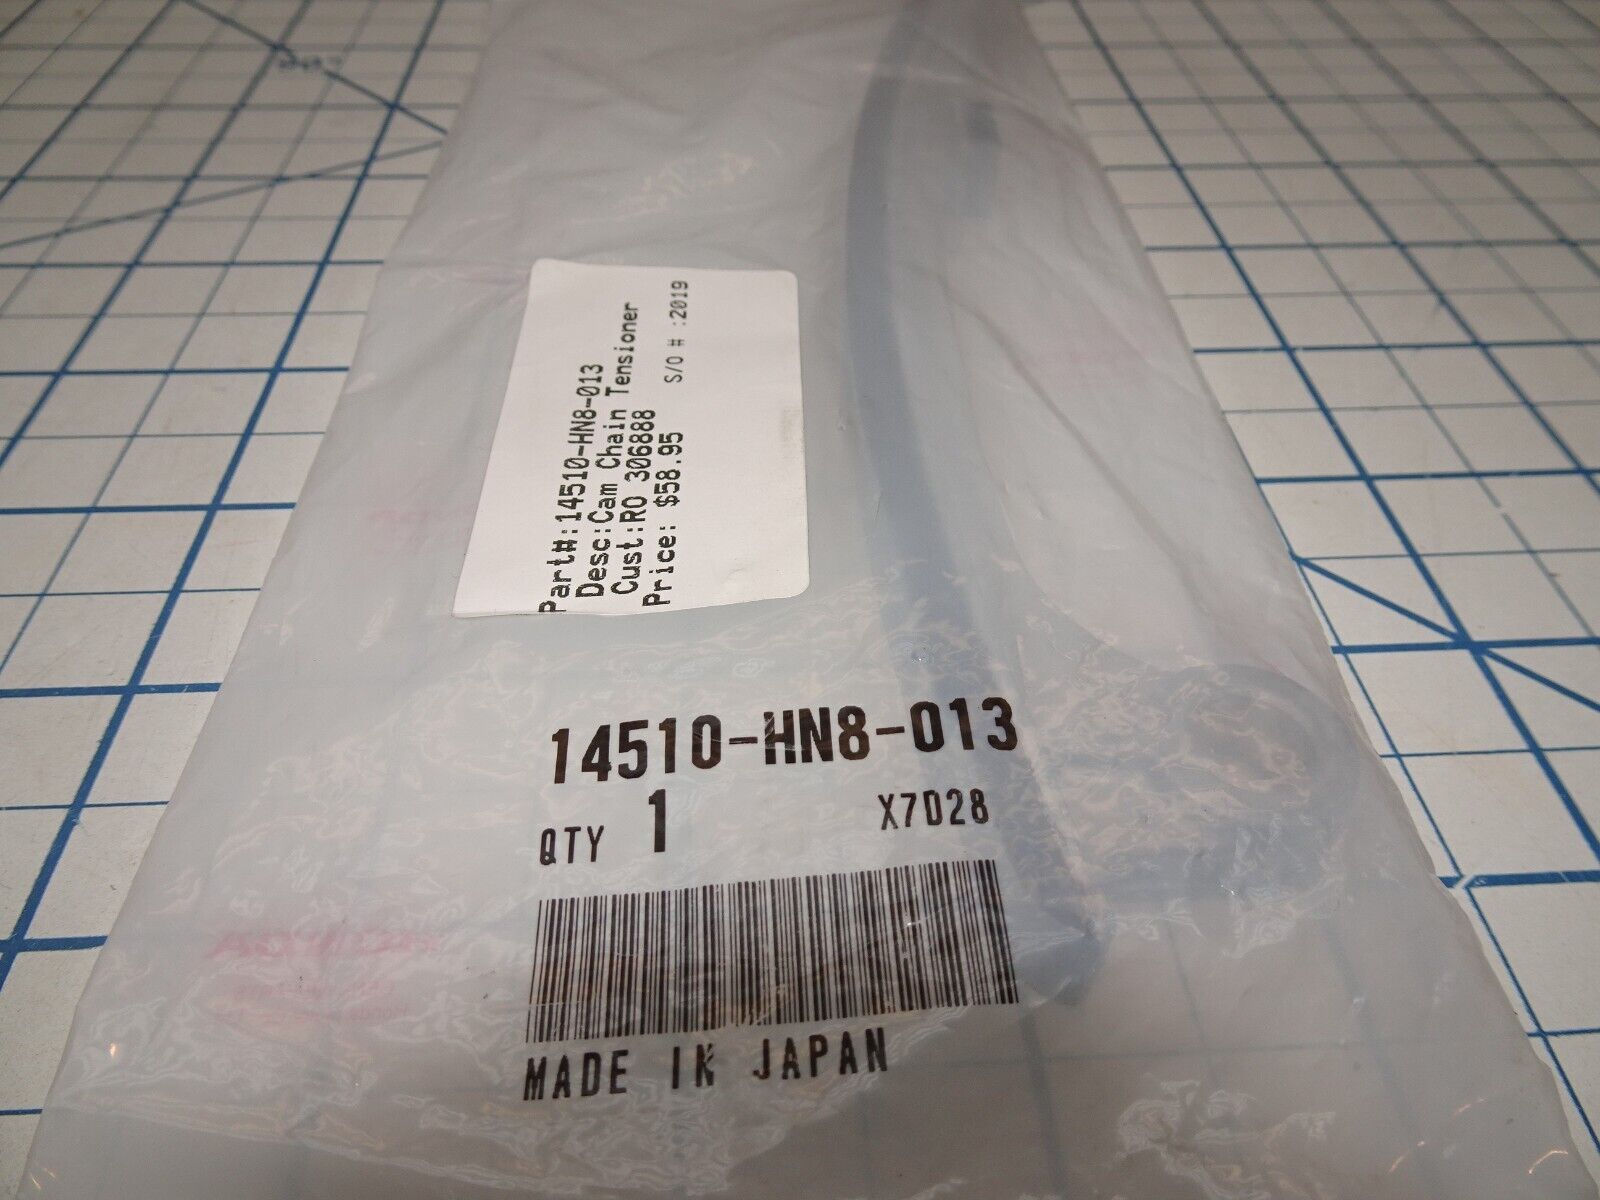 Part#:14510-HN8-013
Desc:Cam Chain Tensioner
Cust:RO 306888
Price: $58.95 S/O # :2019
14510-HN8-013
QTY 1 X7D28
MADE IN JAPAN
HONDA